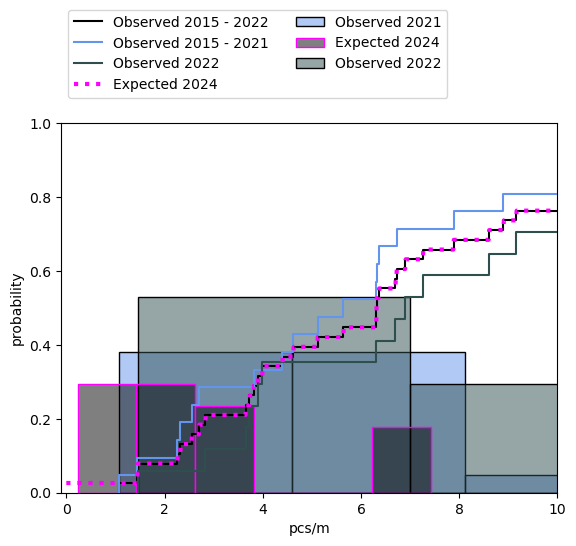 Observed 2015 - 2022
Observed 2015 - 2021
Observed 2022
Expected 2024
Observed 2021
Expected 2024
Observed 2022
1.0
0.8
0.6
0.4
0.2
0.0
probability
0 2 4 6 8 10
pcs/m